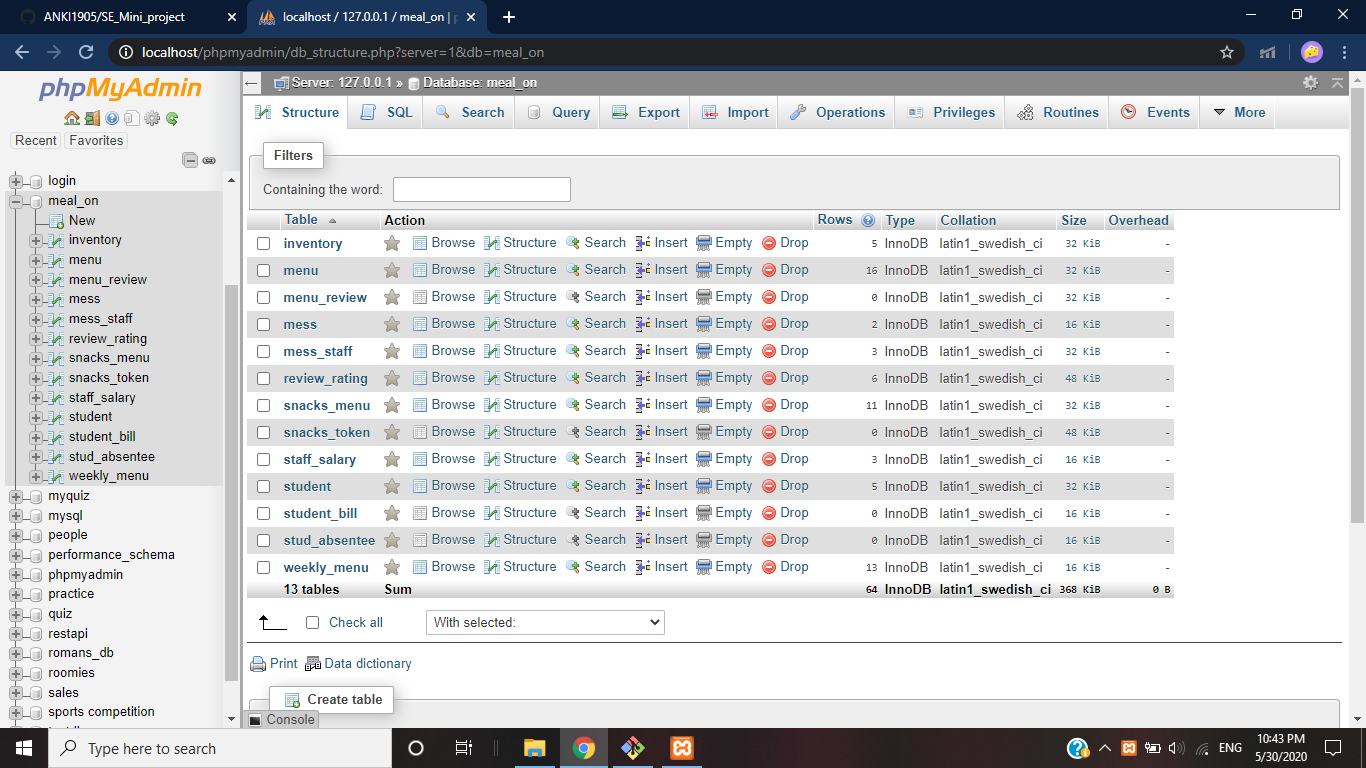 ANKI1905/SE_Mini_project
localhost / 127.0.0.1 / meal_on | p
localhost/phpmyadmin/db_structure.php?server=1&db=meal_on
phpMyAdmin
Recent Favorites
login
meal_on
New
inventory
menu
menu_review
mess
mess_staff
review_rating
snacks_menu
snacks_token
staff_salary
student
student_bill
stud_absentee
weekly_menu
myquiz
mysql
people
performance_schema
phpmyadmin
practice
quiz
restapi
romans_db
roomies
sales
sports competition
Server: 127.0.0.1 » Database: meal_on
Structure SQL Search Query Export Import Operations Privileges Routines Events More
Filters
Containing the word:
Table Action Rows Type Collation Size Overhead
inventory Browse Structure Search Insert Empty Drop 5 InnoDB latin1_swedish_ci 32 KiB -
menu Browse Structure Search Insert Empty Drop 16 InnoDB latin1_swedish_ci 32 KiB -
menu_review Browse Structure Search Insert Empty Drop 0 InnoDB latin1_swedish_ci 32 KiB -
mess Browse Structure Search Insert Empty Drop 2 InnoDB latin1_swedish_ci 16 KiB -
mess_staff Browse Structure Search Insert Empty Drop 3 InnoDB latin1_swedish_ci 32 KiB -
review_rating Browse Structure Search Insert Empty Drop 6 InnoDB latin1_swedish_ci 48 KiB -
snacks_menu Browse Structure Search Insert Empty Drop 11 InnoDB latin1_swedish_ci 32 KiB -
snacks_token Browse Structure Search Insert Empty Drop 0 InnoDB latin1_swedish_ci 48 KiB -
staff_salary Browse Structure Search Insert Empty Drop 3 InnoDB latin1_swedish_ci 16 KiB -
student Browse Structure Search Insert Empty Drop 5 InnoDB latin1_swedish_ci 32 KiB -
student_bill Browse Structure Search Insert Empty Drop 0 InnoDB latin1_swedish_ci 16 KiB -
stud_absentee Browse Structure Search Insert Empty Drop 0 InnoDB latin1_swedish_ci 16 KiB -
weekly_menu Browse Structure Search Insert Empty Drop 13 InnoDB latin1_swedish_ci 16 KiB -
13 tables Sum 64 InnoDB latin1_swedish_ci 368 KiB 0 B
Check all With selected:
Print Data dictionary
Create table
Console
Type here to search
ENG
10:43 PM
5/30/2020